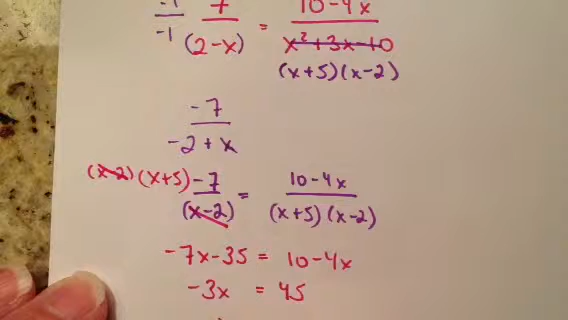 -1/-1 7/(2-x) = 10-4x/x²+3x-10
(x+5)(x-2)
-7/-2+x
(x-2)(x+5) -7/(x-2) = 10-4x/(x+5)(x-2)
-7x-35 = 10-4x
-3x = 45